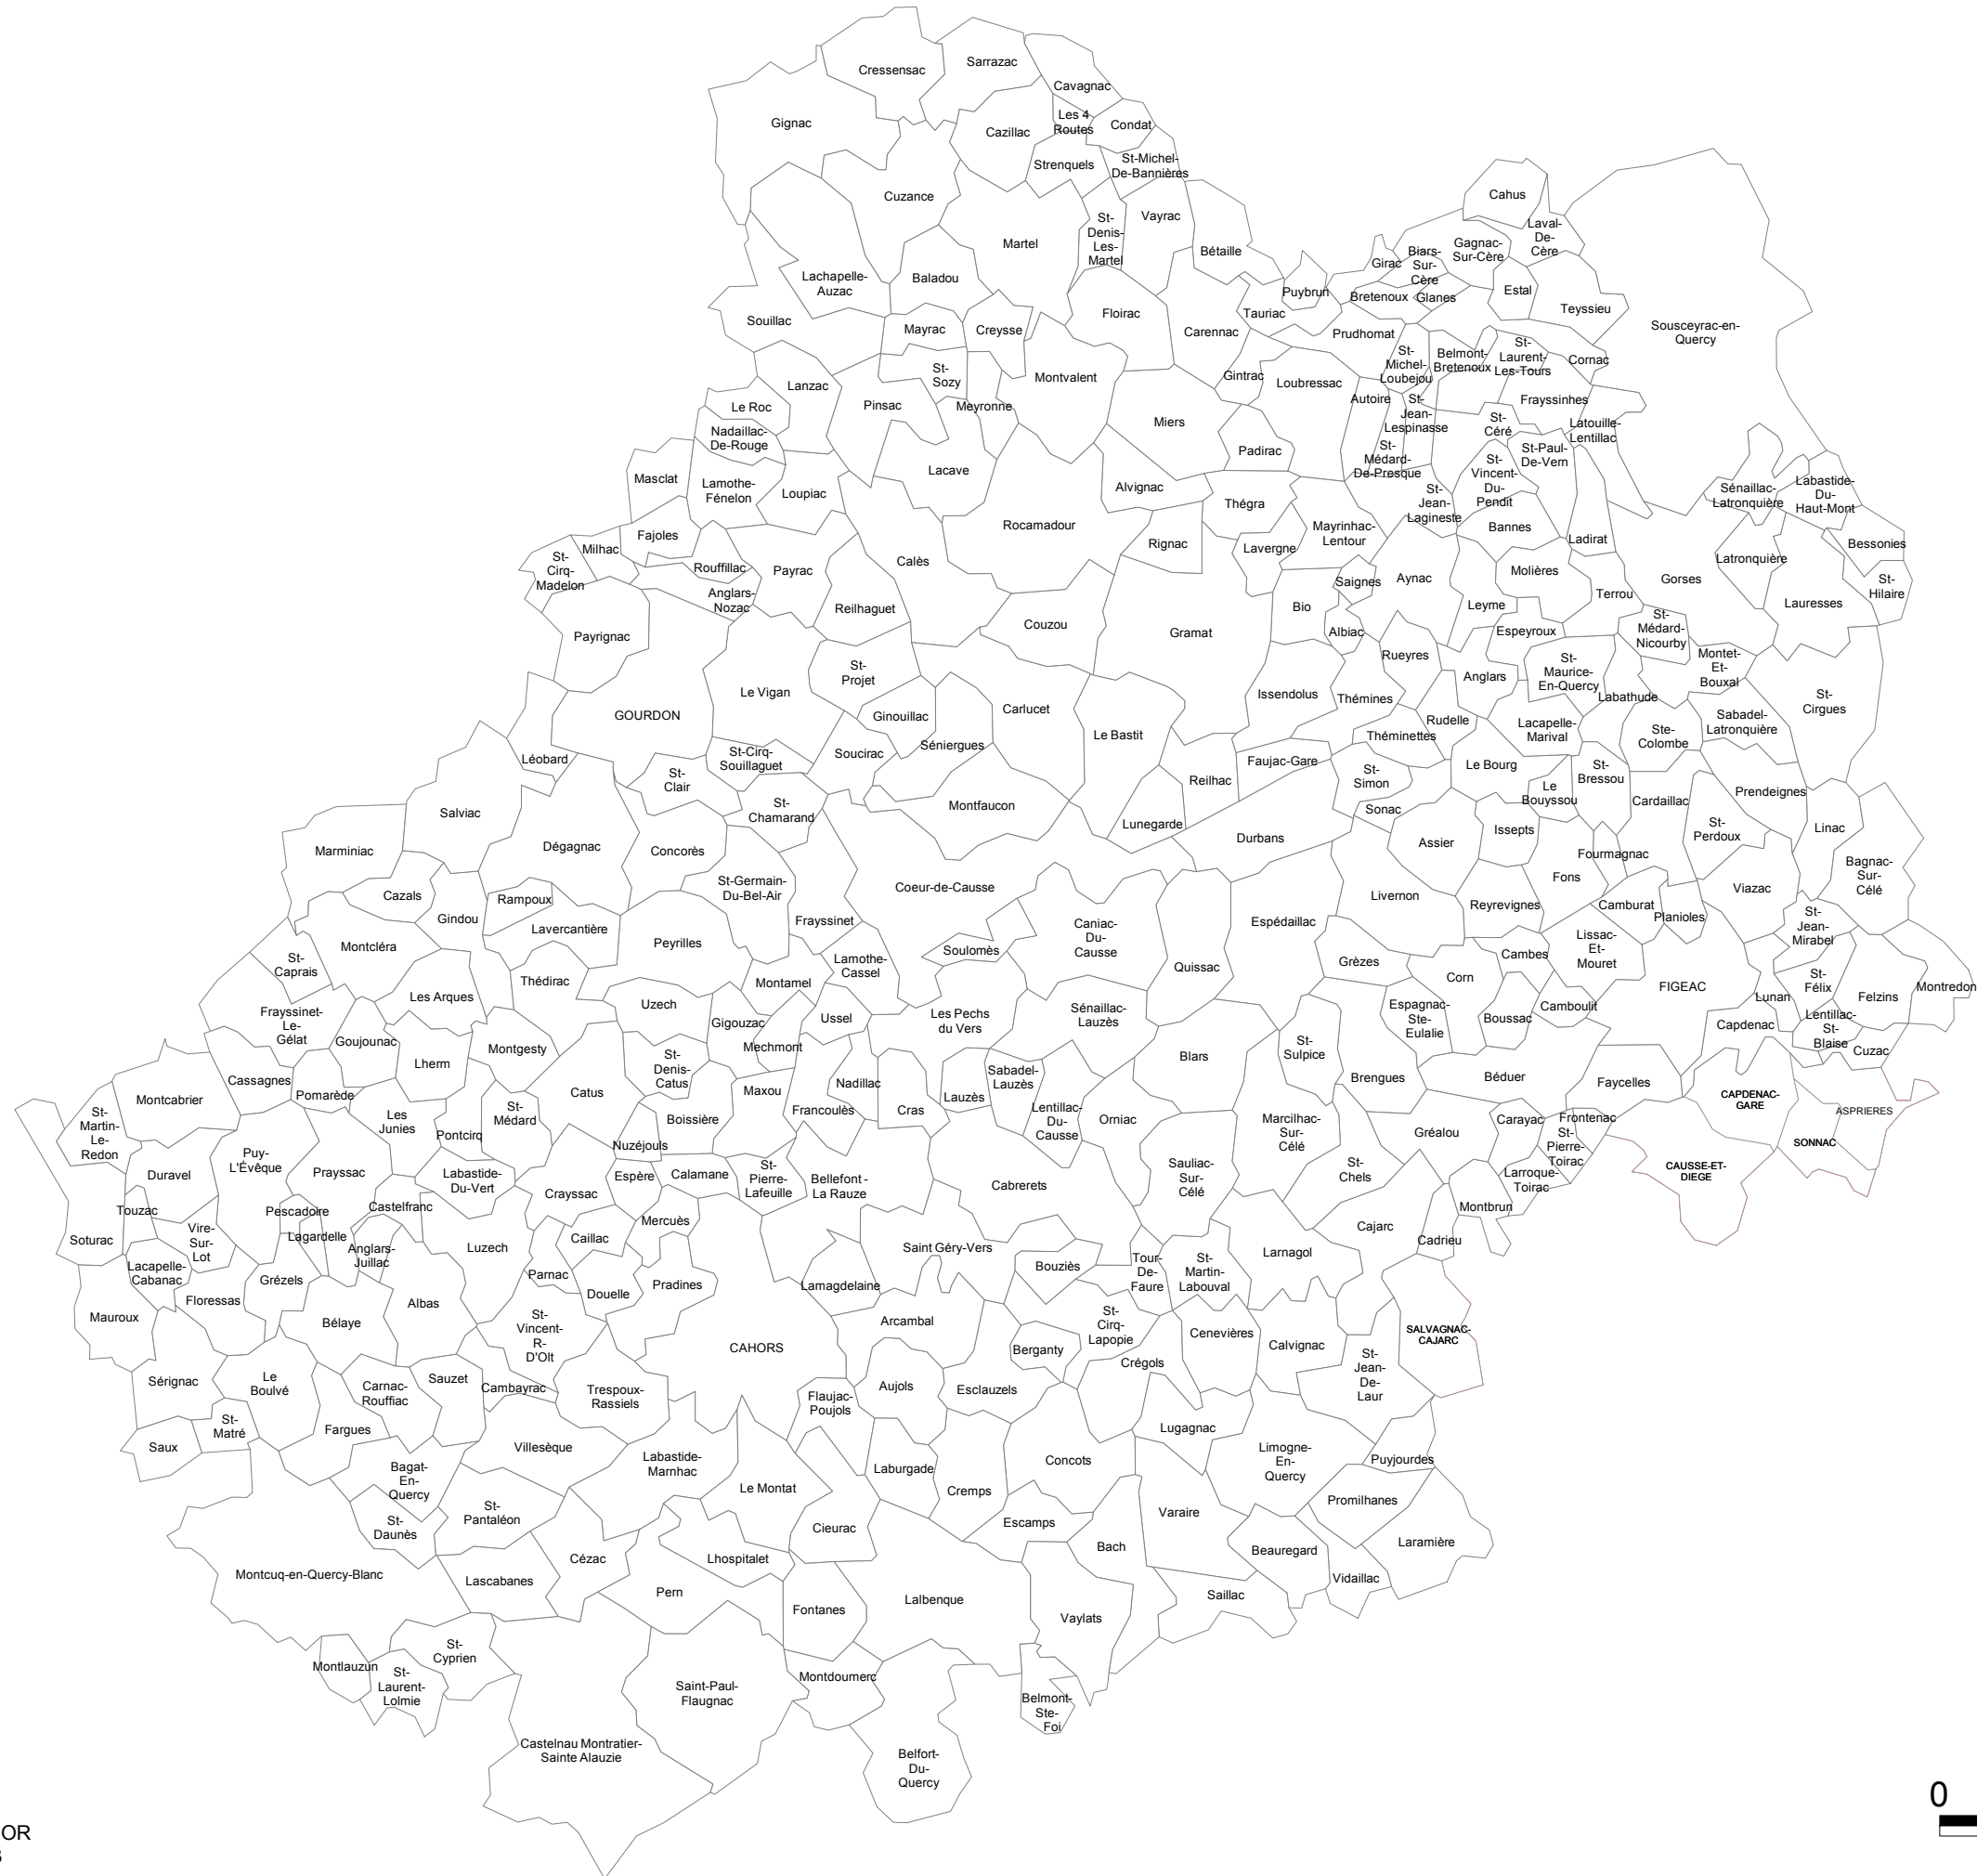 Cressensac
Sarrazac
Cavagnac
Gignac
Cazillac
Les 4
Routes
Condat
Strenquels
St-Michel-
De-Bannières
Cuzance
Martel
St-
Denis-
Les-
Martel
Vayrac
Bétaille
Cahus
Laval-
De-
Cère
Gagnac-
Sur-Cère
Biars-
Sur-
Cère
Girac
Lachapelle-
Auzac
Baladou
Puybrun
Bretenoux
Glanes
Estal
Teyssieu
Sousceyrac-en-
Quercy
Souillac
Mayrac
Creysse
Floirac
Carennac
Tauriac
Prudhomat
St-
Michel-
Loubejou
Belmont-
Bretenoux
St-
Laurent-
Les-Tours
Cornac
Lanzac
St-
Sozy
Montvalent
Gintrac
Loubressac
Autoire
St-
Jean-
Lespinasse
Frayssinhes
Le Roc
Pinsac
Meyronne
Miers
St-
Céré
Latouille-
Lentillac
Nadaillac-
De-Rouge
Padirac
St-
Médard-
De-Presque
St-Paul-
De-Vern
St-
Vincent-
Du-
Pendit
Masclat
Lamothe-
Fénelon
Loupiac
Lacave
Alvignac
Thégra
St-
Jean-
Lagineste
Sénaillac-
Latronquière
Labastide-
Du-
Haut-Mont
Rocamadour
Mayrinhac-
Lentour
Bannes
Ladirat
Fajoles
Milhac
St-
Cirq-
Madelon
Rouffillac
Payrac
Calès
Rignac
Lavergne
Latronquière
Bessonies
Anglars-
Nozac
Reilhaguet
Saignes
Aynac
Molières
Terrou
Gorses
St-
Hilaire
Lauresses
Payrignac
Couzou
Gramat
Bio
Albiac
Leyme
Espeyroux
St-
Médard-
Nicourby
Rueyres
Montet-
Et-
Bouxal
St-
Projet
Le Vigan
Issendolus
Thémines
Anglars
St-
Maurice-
En-Quercy
Labathude
St-
Cirgues
GOURDON
Ginouillac
Carlucet
Le Bastit
Rudelle
Lacapelle-
Marival
Ste-
Colombe
Sabadel-
Latronquière
Théminettes
Léobard
St-Cirq-
Souillaguet
Soucirac
Séniergues
Reilhac
Faujac-Gare
St-
Simon
Le Bourg
St-
Bressou
St-
Clair
Le
Bouyssou
Prendeignes
Salviac
St-
Chamarand
Montfaucon
Lunegarde
Sonac
Cardaillac
Durbans
Assier
Issepts
St-
Perdoux
Linac
Marminiac
Dégagnac
Concorès
Fourmagnac
Bagnac-
Sur-
Célé
St-Germain-
Du-Bel-Air
Coeur-de-Causse
Livernon
Fons
Viazac
Cazals
Rampoux
Gindou
Frayssinet
Reyrevignes
Camburat
Planioles
St-
Jean-
Mirabel
Lavercantière
Caniac-
Du-
Causse
Espédaillac
Montcléra
Peyrilles
Soulomès
Lissac-
Et-
Mouret
St-
Caprais
Lamothe-
Cassel
Quissac
Grèzes
Cambes
Corn
Thédirac
Montamel
FIGEAC
St-
Félix
Montredon
Les Arques
Uzech
Lunan
Felzins
Frayssinet-
Le-
Gélat
Gigouzac
Ussel
Les Pechs
du Vers
Sénaillac-
Lauzès
Espagnac-
Ste-
Eulalie
Boussac
Camboulit
Capdenac
Lentillac-
St-
Blaise
Goujounac
Lherm
Montgesty
Mechmont
St-
Sulpice
Cuzac
St-
Denis-
Catus
Blars
Brengues
Béduer
Faycelles
Cassagnes
Pomarède
Catus
Maxou
Nadillac
Lauzès
Sabadel-
Lauzès
CAPDENAC-
GARE
Montcabrier
Francoulès
Cras
ASPRIERES
St-
Martin-
Le-
Redon
Les
Junies
St-
Médard
Boissière
Lentillac-
Du-
Causse
Orniac
Marcilhac-
Sur-
Célé
Carayac
Frontenac
Pontcirq
Gréalou
SONNAC
Nuzéjouls
St-
Pierre-
Toirac
Puy-
L'Évêque
Duravel
Prayssac
Labastide-
Du-Vert
Espère
Calamane
St-
Pierre-
Lafeuille
Bellefont -
La Rauze
Cabrerets
Sauliac-
Sur-
Célé
St-
Chels
Larroque-
Toirac
CAUSSE-ET-
DIEGE
Crayssac
Touzac
Pescadoire
Castelfranc
Montbrun
Mercuès
Soturac
Vire-
Sur-
Lot
Lagardelle
Anglars-
Juillac
Luzech
Caillac
Saint Géry-Vers
Cajarc
Cadrieu
Larnagol
Lacapelle-
Cabanac
Parnac
Bouziès
Tour-
De-
Faure
St-
Martin-
Labouval
Grézels
Douelle
Pradines
Lamagdelaine
Mauroux
Floressas
Albas
Bélaye
St-
Vincent-
R-
D'Olt
Arcambal
St-
Cirq-
Lapopie
Cenevières
Calvignac
SALVAGNAC-
CAJARC
CAHORS
Berganty
Crégols
St-
Jean-
De-
Laur
Sérignac
Le
Boulvé
Carnac-
Rouffiac
Sauzet
Cambayrac
Trespoux-
Rassiels
Flaujac-
Poujols
Aujols
Esclauzels
St-
Matré
Fargues
Lugagnac
Saux
Villesèque
Labastide-
Marnhac
Limogne-
En-
Quercy
Puyjourdes
Bagat-
En-
Quercy
Laburgade
Concots
Le Montat
Cremps
Promilhanes
St-
Pantaléon
St-
Daunès
Varaire
Escamps
Cieurac
Laramière
Bach
Beauregard
Cézac
Lhospitalet
Montcuq-en-Quercy-Blanc
Lascabanes
Pern
Vidaillac
Lalbenque
Saillac
Fontanes
Vaylats
St-
Cyprien
Montlauzun
St-
Laurent-
Lolmie
Saint-Paul-
Flaugnac
Montdoumerc
Belmont-
Ste-
Foi
Castelnau Montratier-
Sainte Alauzie
Belfort-
Du-
Quercy
0
OR